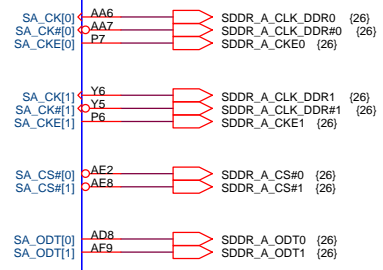 SA_CK[0] AA6 SDDR_A_CLK_DDR0 {26}
SA_CK#[0] AA7 SDDR_A_CLK_DDR#0 {26}
SA_CKE[0] P7 SDDR_A_CKE0 {26}
SA_CK[1] Y6 SDDR_A_CLK_DDR1 {26}
SA_CK#[1] Y5 SDDR_A_CLK_DDR#1 {26}
SA_CKE[1] P6 SDDR_A_CKE1 {26}
SA_CS#[0] AE2 SDDR_A_CS#0 {26}
SA_CS#[1] AE8 SDDR_A_CS#1 {26}
SA_ODT[0] AD8 SDDR_A_ODT0 {26}
SA_ODT[1] AF9 SDDR_A_ODT1 {26}